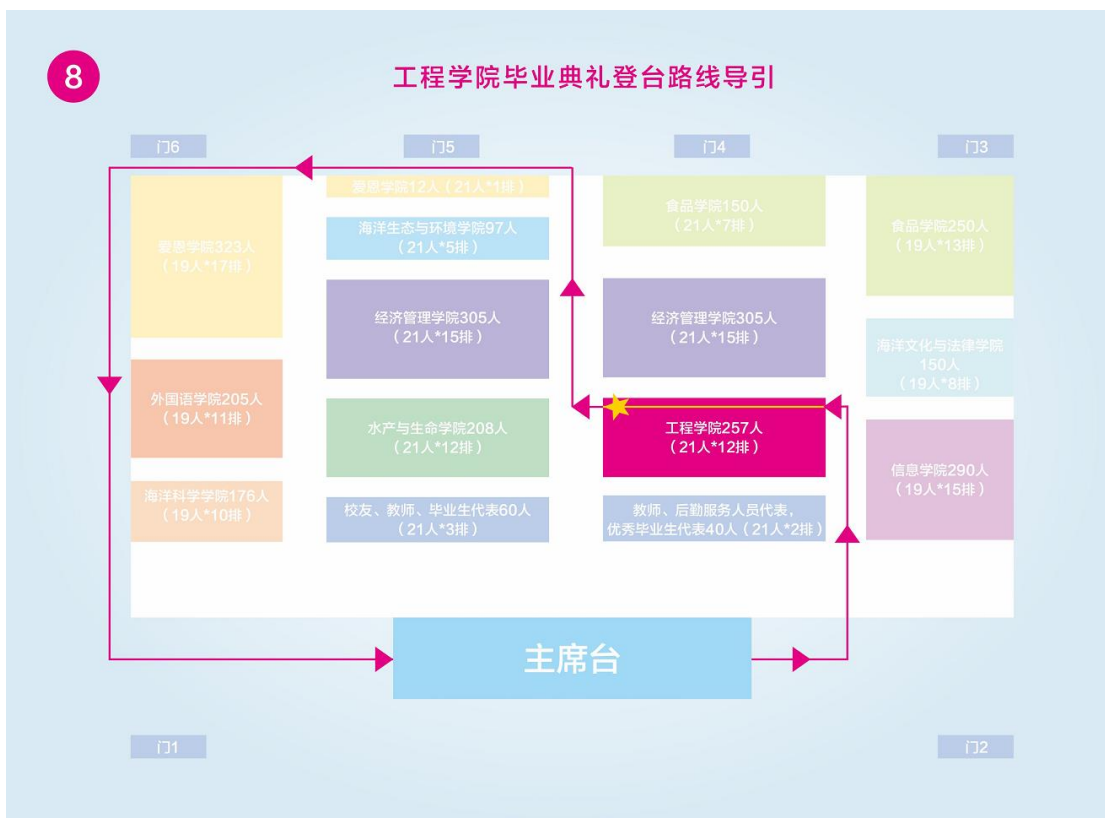 8
工程学院毕业典礼登台路线导引
门6
门5
门4
门3
爱恩学院323人
（19人*17排）
爱恩学院12人（21人*1排）
海洋生态与环境学院97人
（21人*5排）
食品学院150人
（21人*7排）
食品学院250人
（19人*13排）
经济管理学院305人
（21人*15排）
经济管理学院305人
（21人*15排）
海洋文化与法律学院
150人
（19人*8排）
外国语学院205人
（19人*11排）
水产与生命学院208人
（21人*12排）
工程学院257人
（21人*12排）
信息学院290人
（19人*15排）
海洋科学学院176人
（19人*10排）
校友、教师、毕业生代表60人
（21人*3排）
教师、后勤服务人员代表，
优秀毕业生代表40人（21人*2排）
主席台
门1
门2